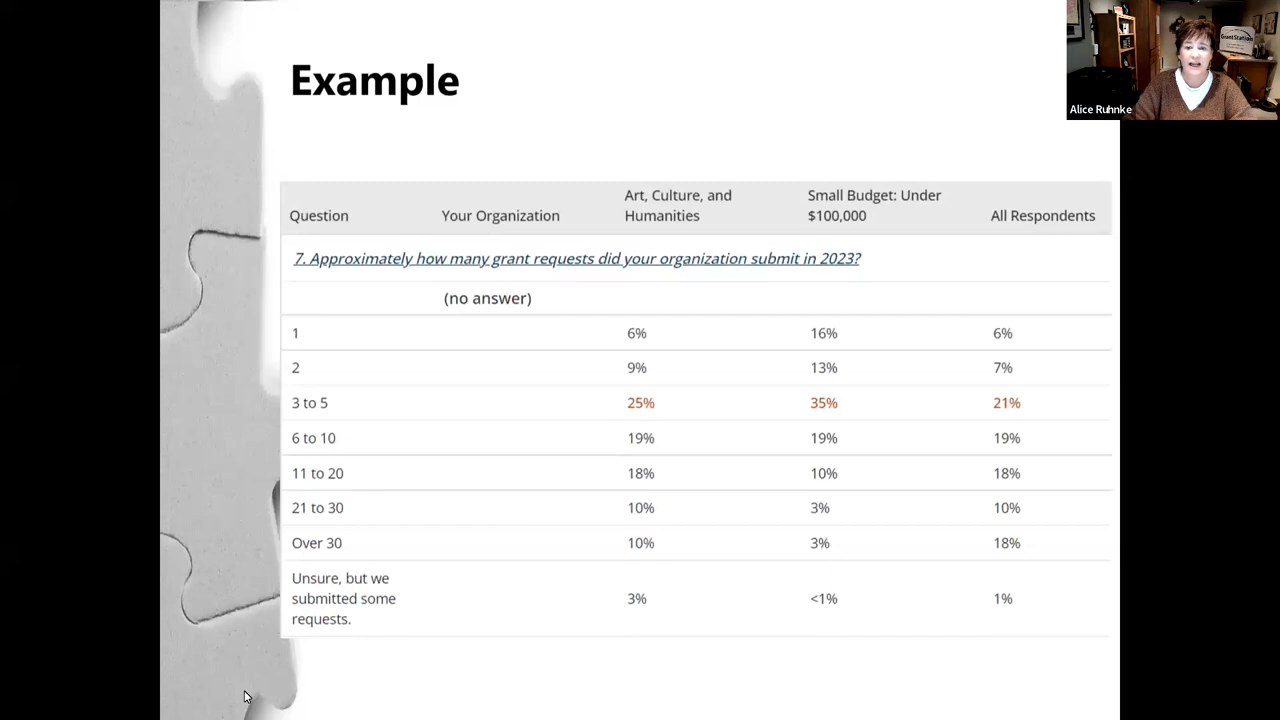 Example
GrantStation
Alice Ruhnke
Question Your Organization Art, Culture, and Humanities Small Budget: Under $100,000 All Respondents
7. Approximately how many grant requests did your organization submit in 2023?
(no answer)
1 6% 16% 6%
2 9% 13% 7%
3 to 5 25% 35% 21%
6 to 10 19% 19% 19%
11 to 20 18% 10% 18%
21 to 30 10% 3% 10%
Over 30 10% 3% 18%
Unsure, but we
submitted some 3% <1% 1%
requests.